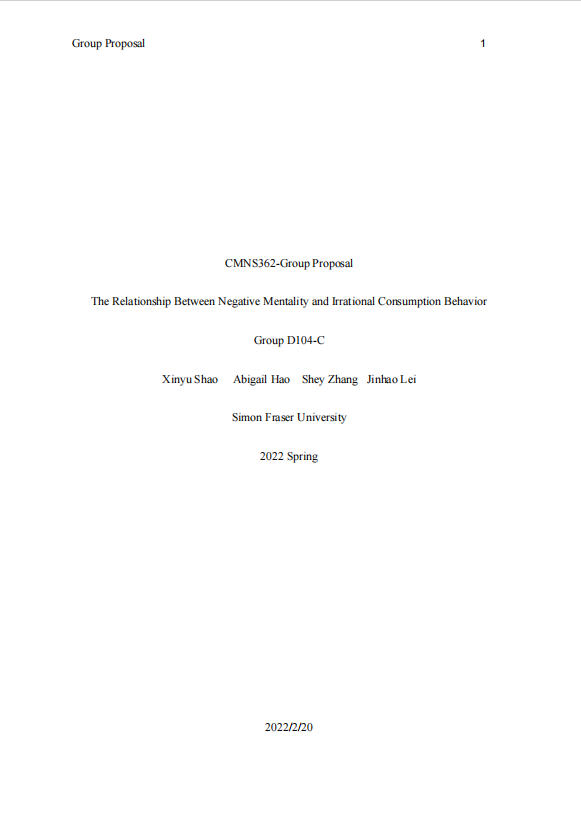 Group Proposal 1
CMNS362-Group Proposal
The Relationship Between Negative Mentality and Irrational Consumption Behavior
Group D104-C
Xinyu Shao Abigail Hao Shey Zhang Jinhao Lei
Simon Fraser University
2022 Spring
2022/2/20